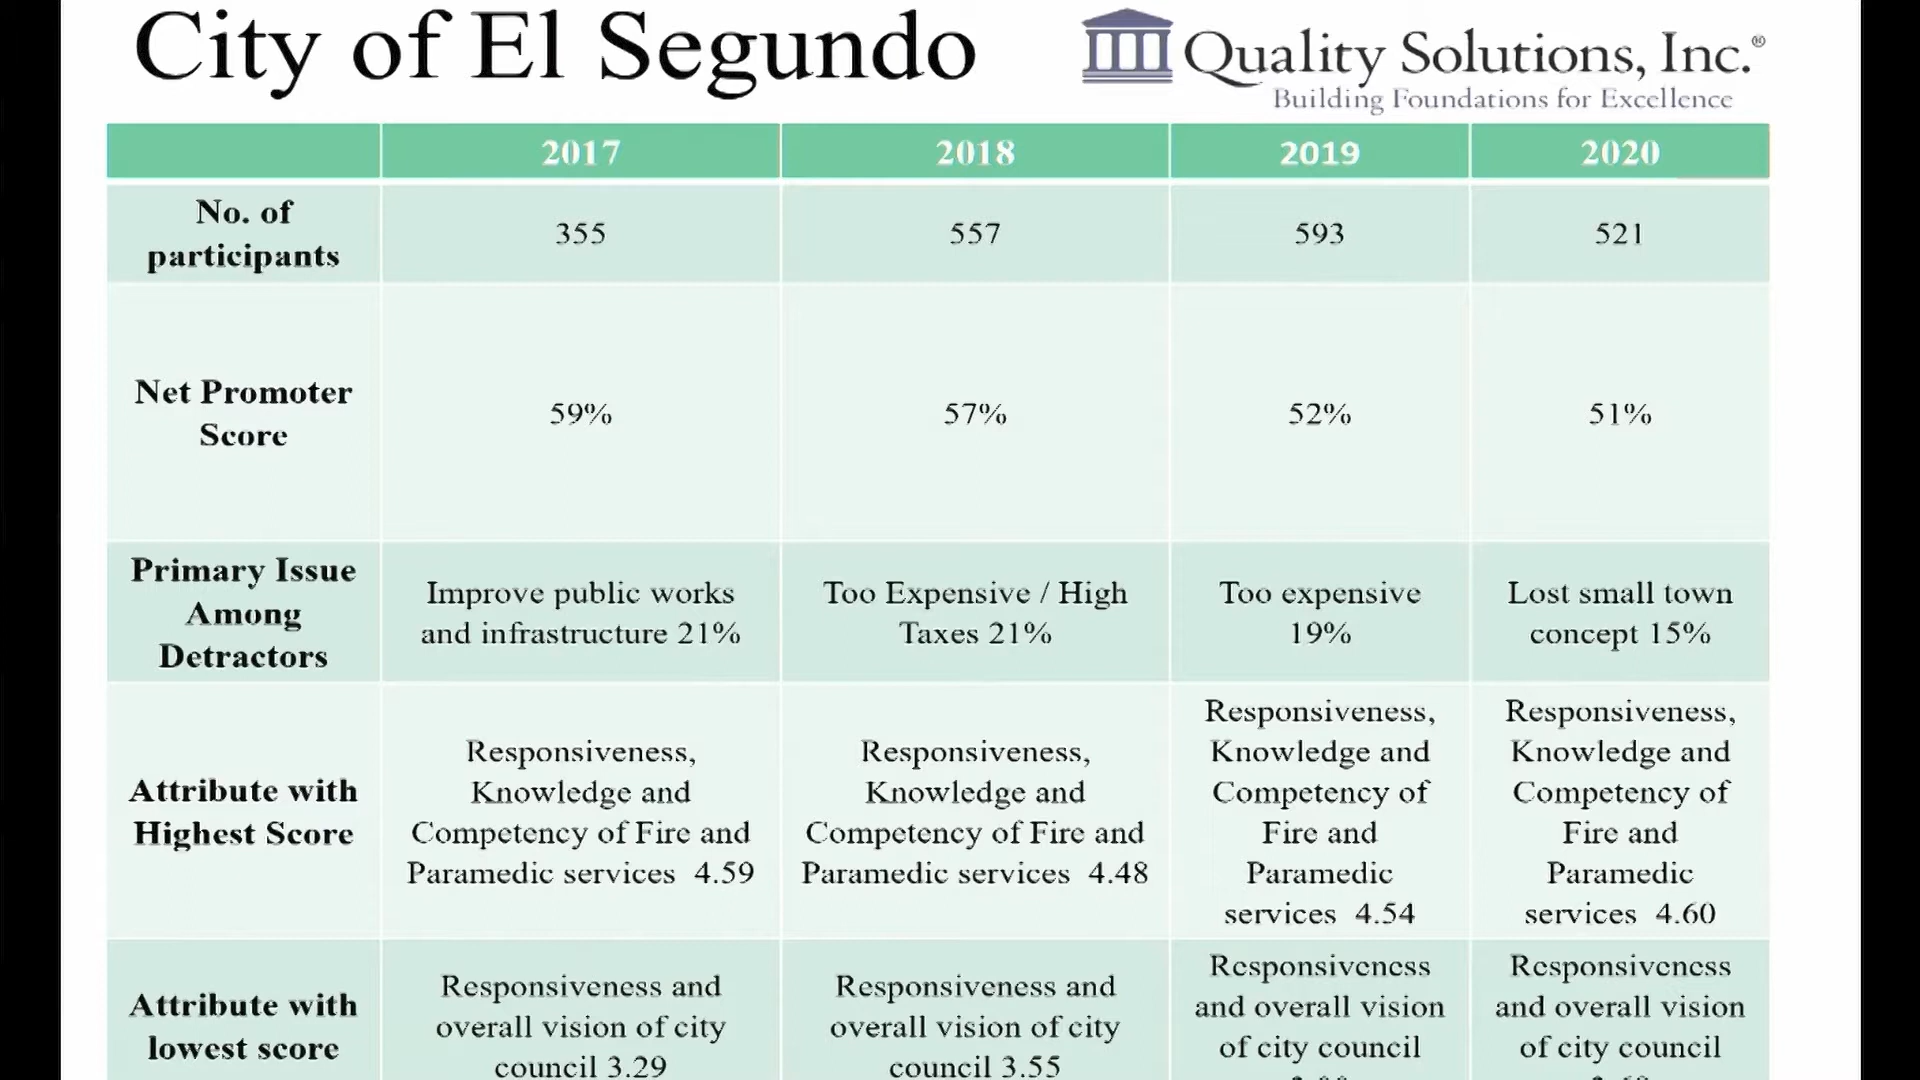 City of El Segundo
Quality Solutions, Inc.®
Building Foundations for Excellence
2017 2018 2019 2020
No. of
participants
355 557 593 521
Net Promoter
Score
59% 57% 52% 51%
Primary Issue
Among
Detractors
Improve public works
and infrastructure 21%
Too Expensive / High
Taxes 21%
Too expensive
19%
Lost small town
concept 15%
Attribute with
Highest Score
Responsiveness,
Knowledge and
Competency of Fire and
Paramedic services 4.59
Responsiveness,
Knowledge and
Competency of Fire and
Paramedic services 4.48
Responsiveness,
Knowledge and
Competency of
Fire and
Paramedic
services 4.54
Responsiveness,
Knowledge and
Competency of
Fire and
Paramedic
services 4.60
Attribute with
lowest score
Responsiveness and
overall vision of city
council 3.29
Responsiveness and
overall vision of city
council 3.55
Responsiveness
and overall vision
of city council
Responsiveness
and overall vision
of city council